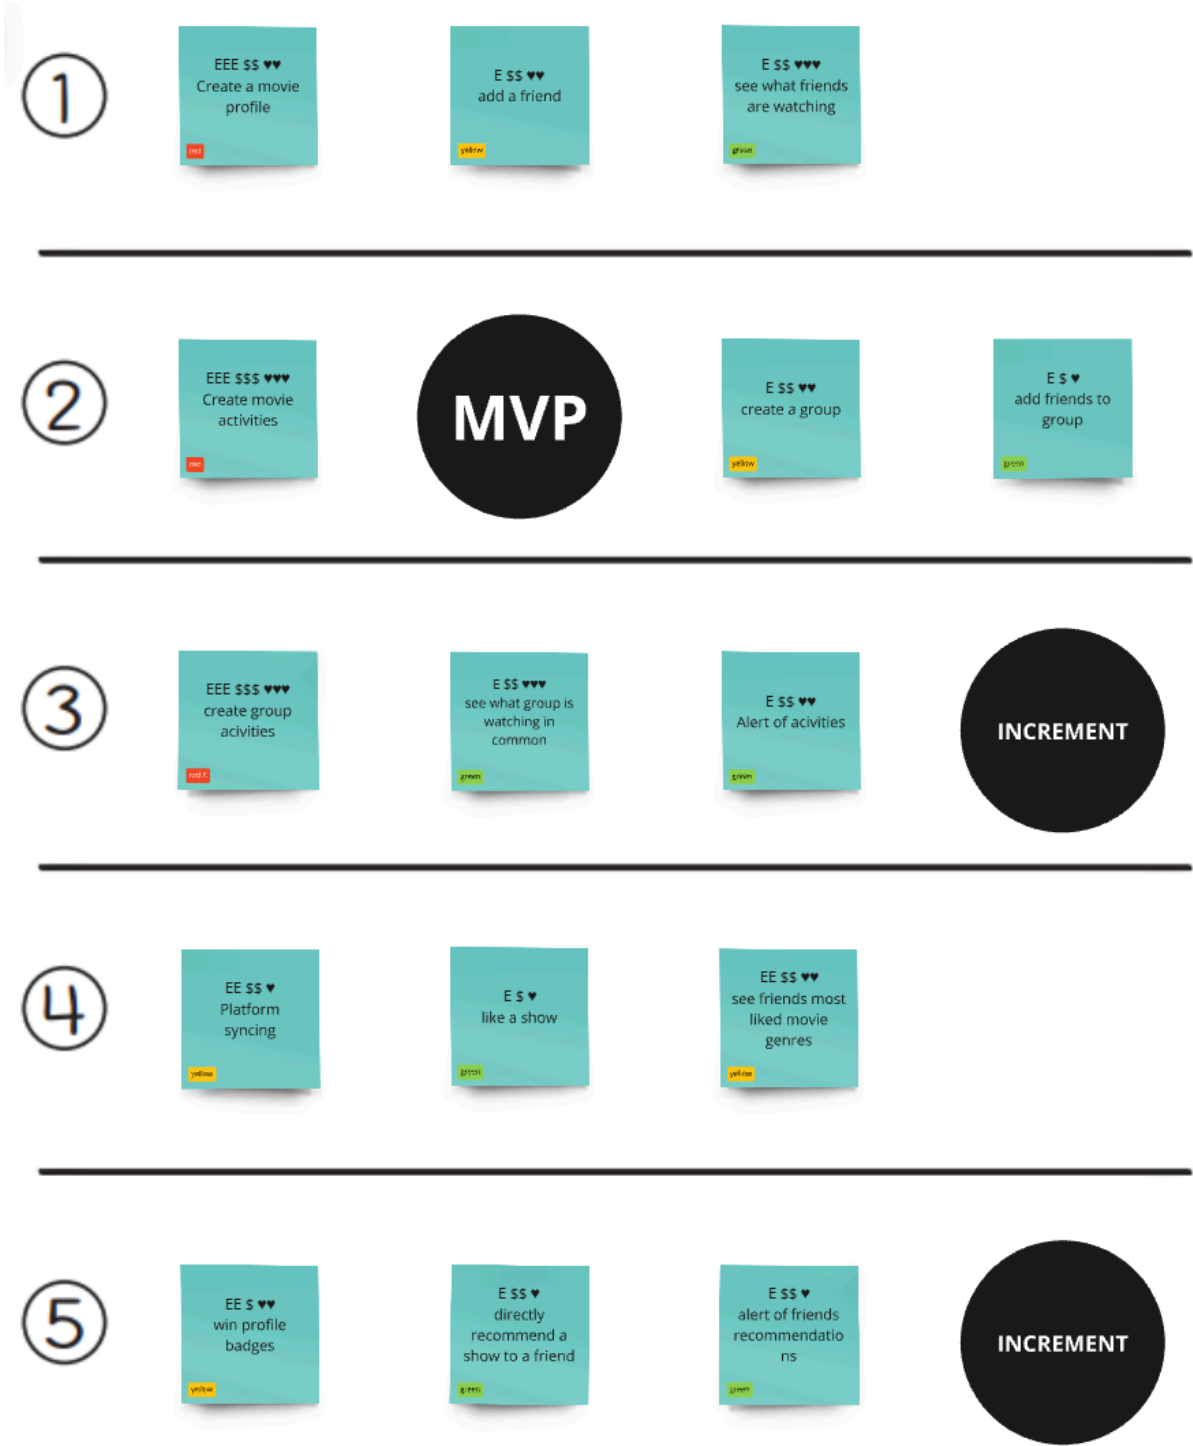 1
EEE $$ ♥♥
Create a movie
profile
red
E $$ ♥♥
add a friend
yellow
E $$ ♥♥♥
see what friends
are watching
green
2
EEE $$$ ♥♥♥
Create movie
activities
red
MVP
E $$ ♥♥
create a group
yellow
E $ ♥
add friends to
group
green
3
EEE $$$ ♥♥♥
create group
acivities
red
E $$ ♥♥♥
see what group is
watching in
common
green
E $$ ♥♥
Alert of acivities
green
INCREMENT
4
EE $$ ♥
Platform
syncing
yellow
E $ ♥
like a show
green
EE $$ ♥♥
see friends most
liked movie
genres
yellow
5
EE $ ♥♥
win profile
badges
yellow
E $$ ♥
directly
recommend a
show to a friend
green
E $$ ♥
alert of friends
recommendatio
ns
green
INCREMENT